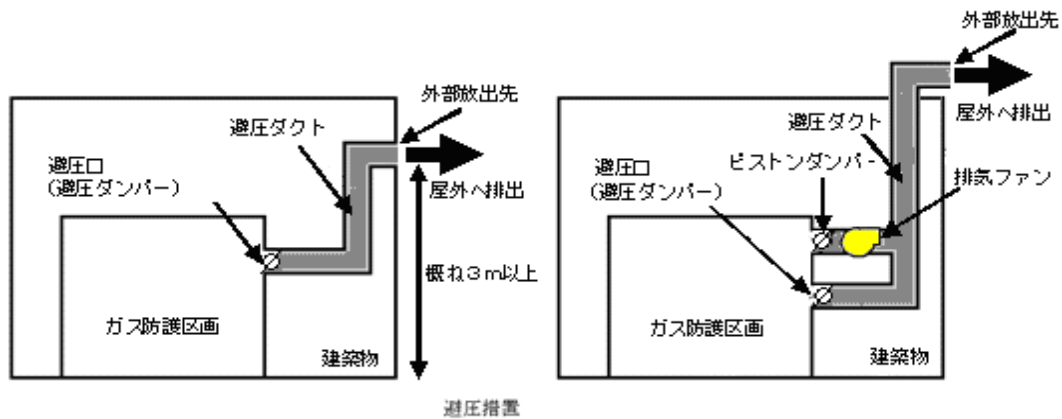 外部放出先
避圧ダクト
避圧口
(避圧ダンパー)
屋外へ排出
概ね3m以上
ガス防護区画
建築物
外部放出先
屋外へ排出
避圧ダクト
ピストンダンパー
避圧口
(避圧ダンパー)
排気ファン
ガス防護区画
建築物
避圧措置